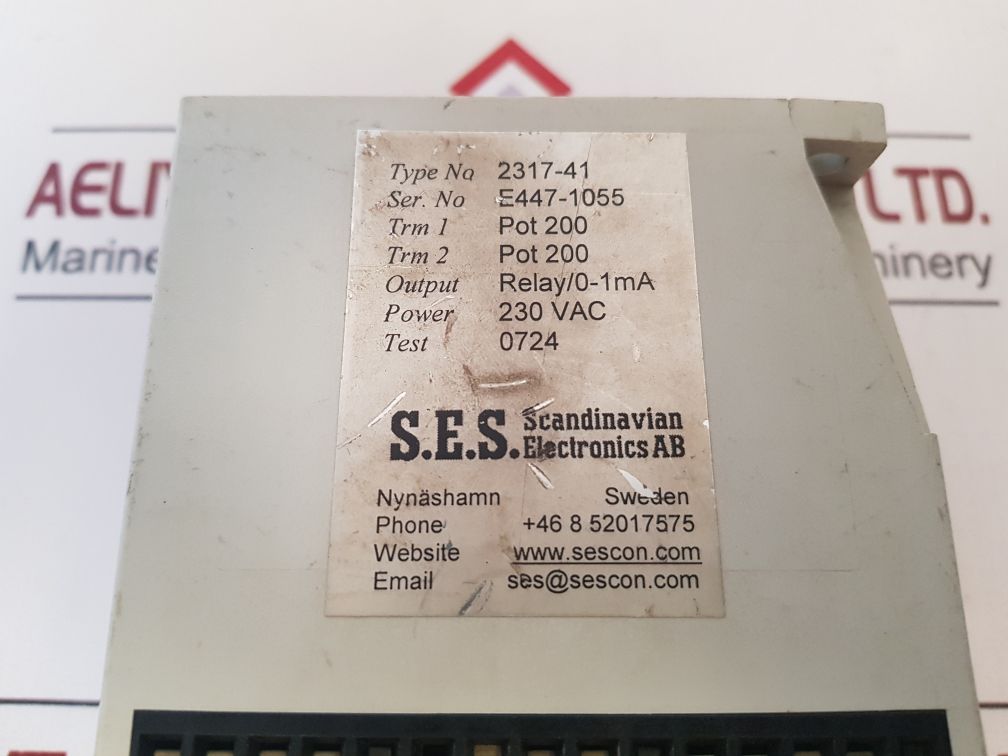 LTD.
Marine
Type No 2317-41
Ser. No E447-1055
Trm 1 Pot 200
Trm 2 Pot 200
Output Relay/0-1mA
Power 230 VAC
Test 0724
S.E.S. Scandinavian
Electronics AB
Nynäshamn Sweden
Phone +46 8 52017575
Website www.sescon.com
Email ses@sescon.com